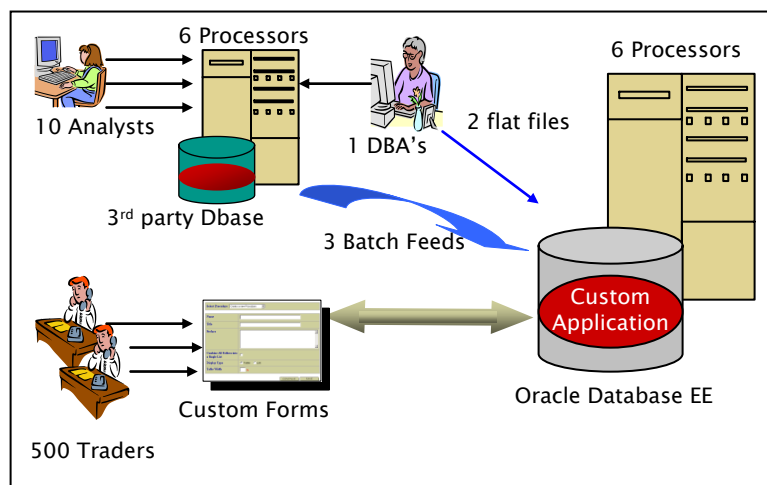 6 Processors
6 Processors
10 Analysts
1 DBA's
2 flat files
3rd party Dbase
3 Batch Feeds
Custom
Application
Custom Forms
Oracle Database EE
500 Traders